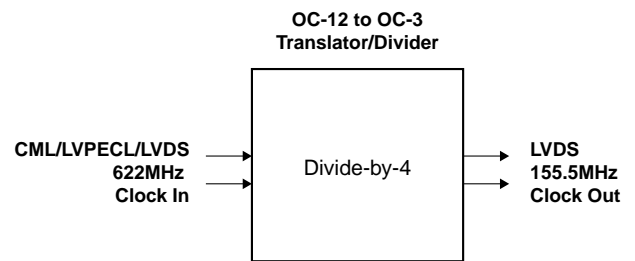 OC-12 to OC-3
Translator/Divider
CML/LVPECL/LVDS
622MHz
Clock In
Divide-by-4
LVDS
155.5MHz
Clock Out